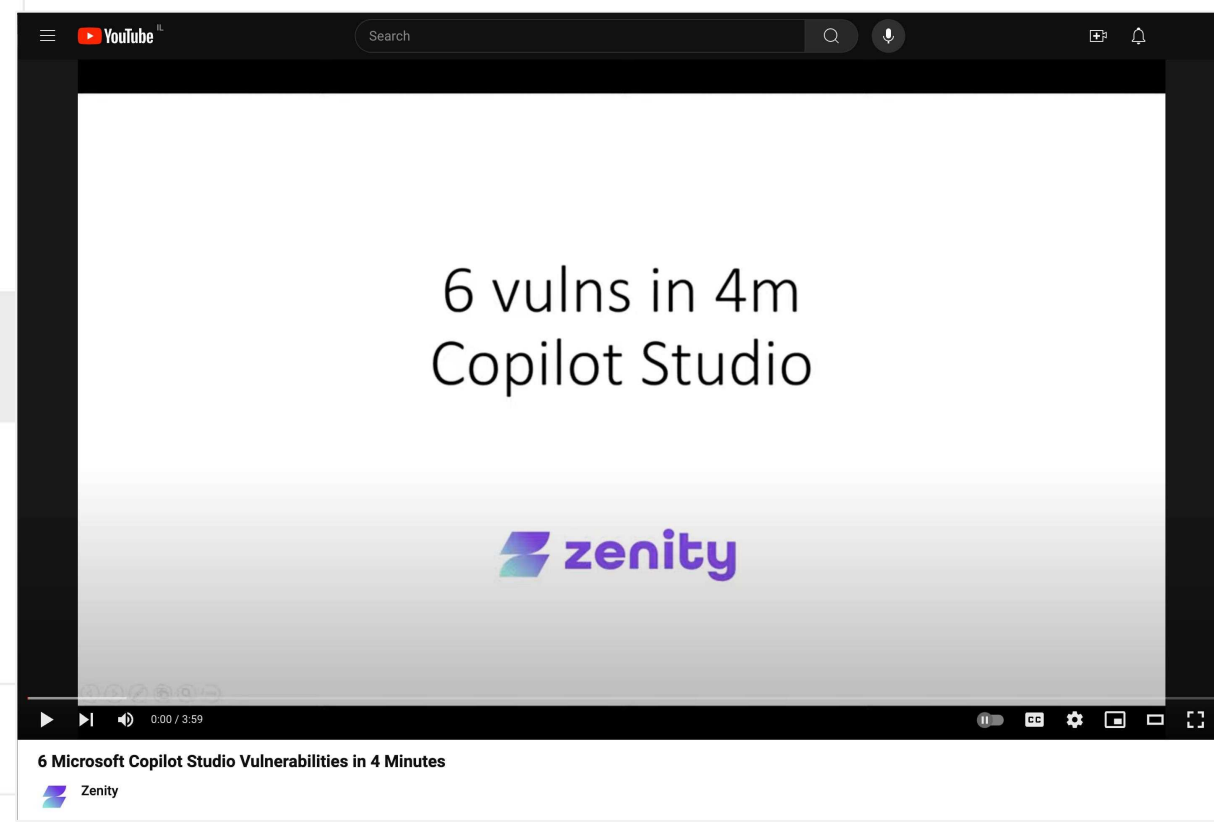 YouTube IL
Search
6 vulns in 4m
Copilot Studio
zenity
0:00 / 3:59
CC
6 Microsoft Copilot Studio Vulnerabilities in 4 Minutes
Zenity